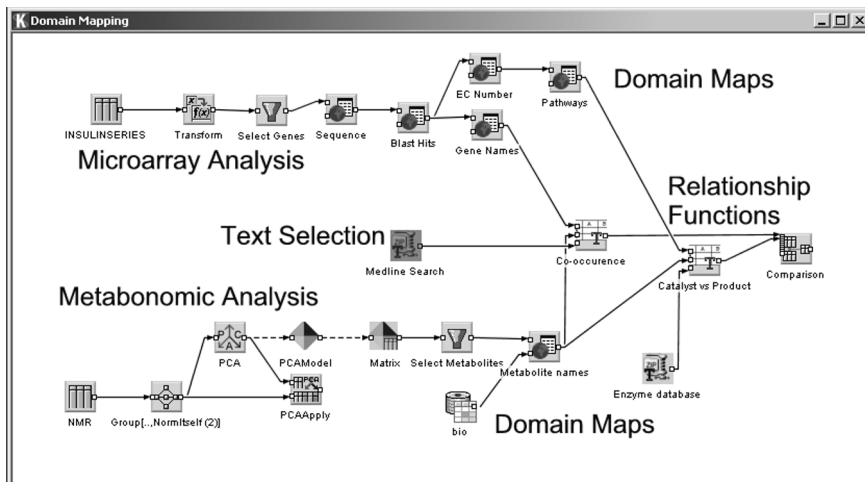 Domain Mapping
EC Number
Pathways
Domain Maps
INSULINSERIES
Transform
Select Genes
Sequence
Blast Hits
Gene Names
Microarray Analysis
Relationship
Functions
Text Selection
Medline Search
Co-occurence
Catalyst vs Product
Comparison
Metabonomic Analysis
PCA
PCAModel
Matrix
Select Metabolites
Metabolite names
Enzyme database
NMR
Group[..,NormItself (2)]
PCAApply
bio
Domain Maps